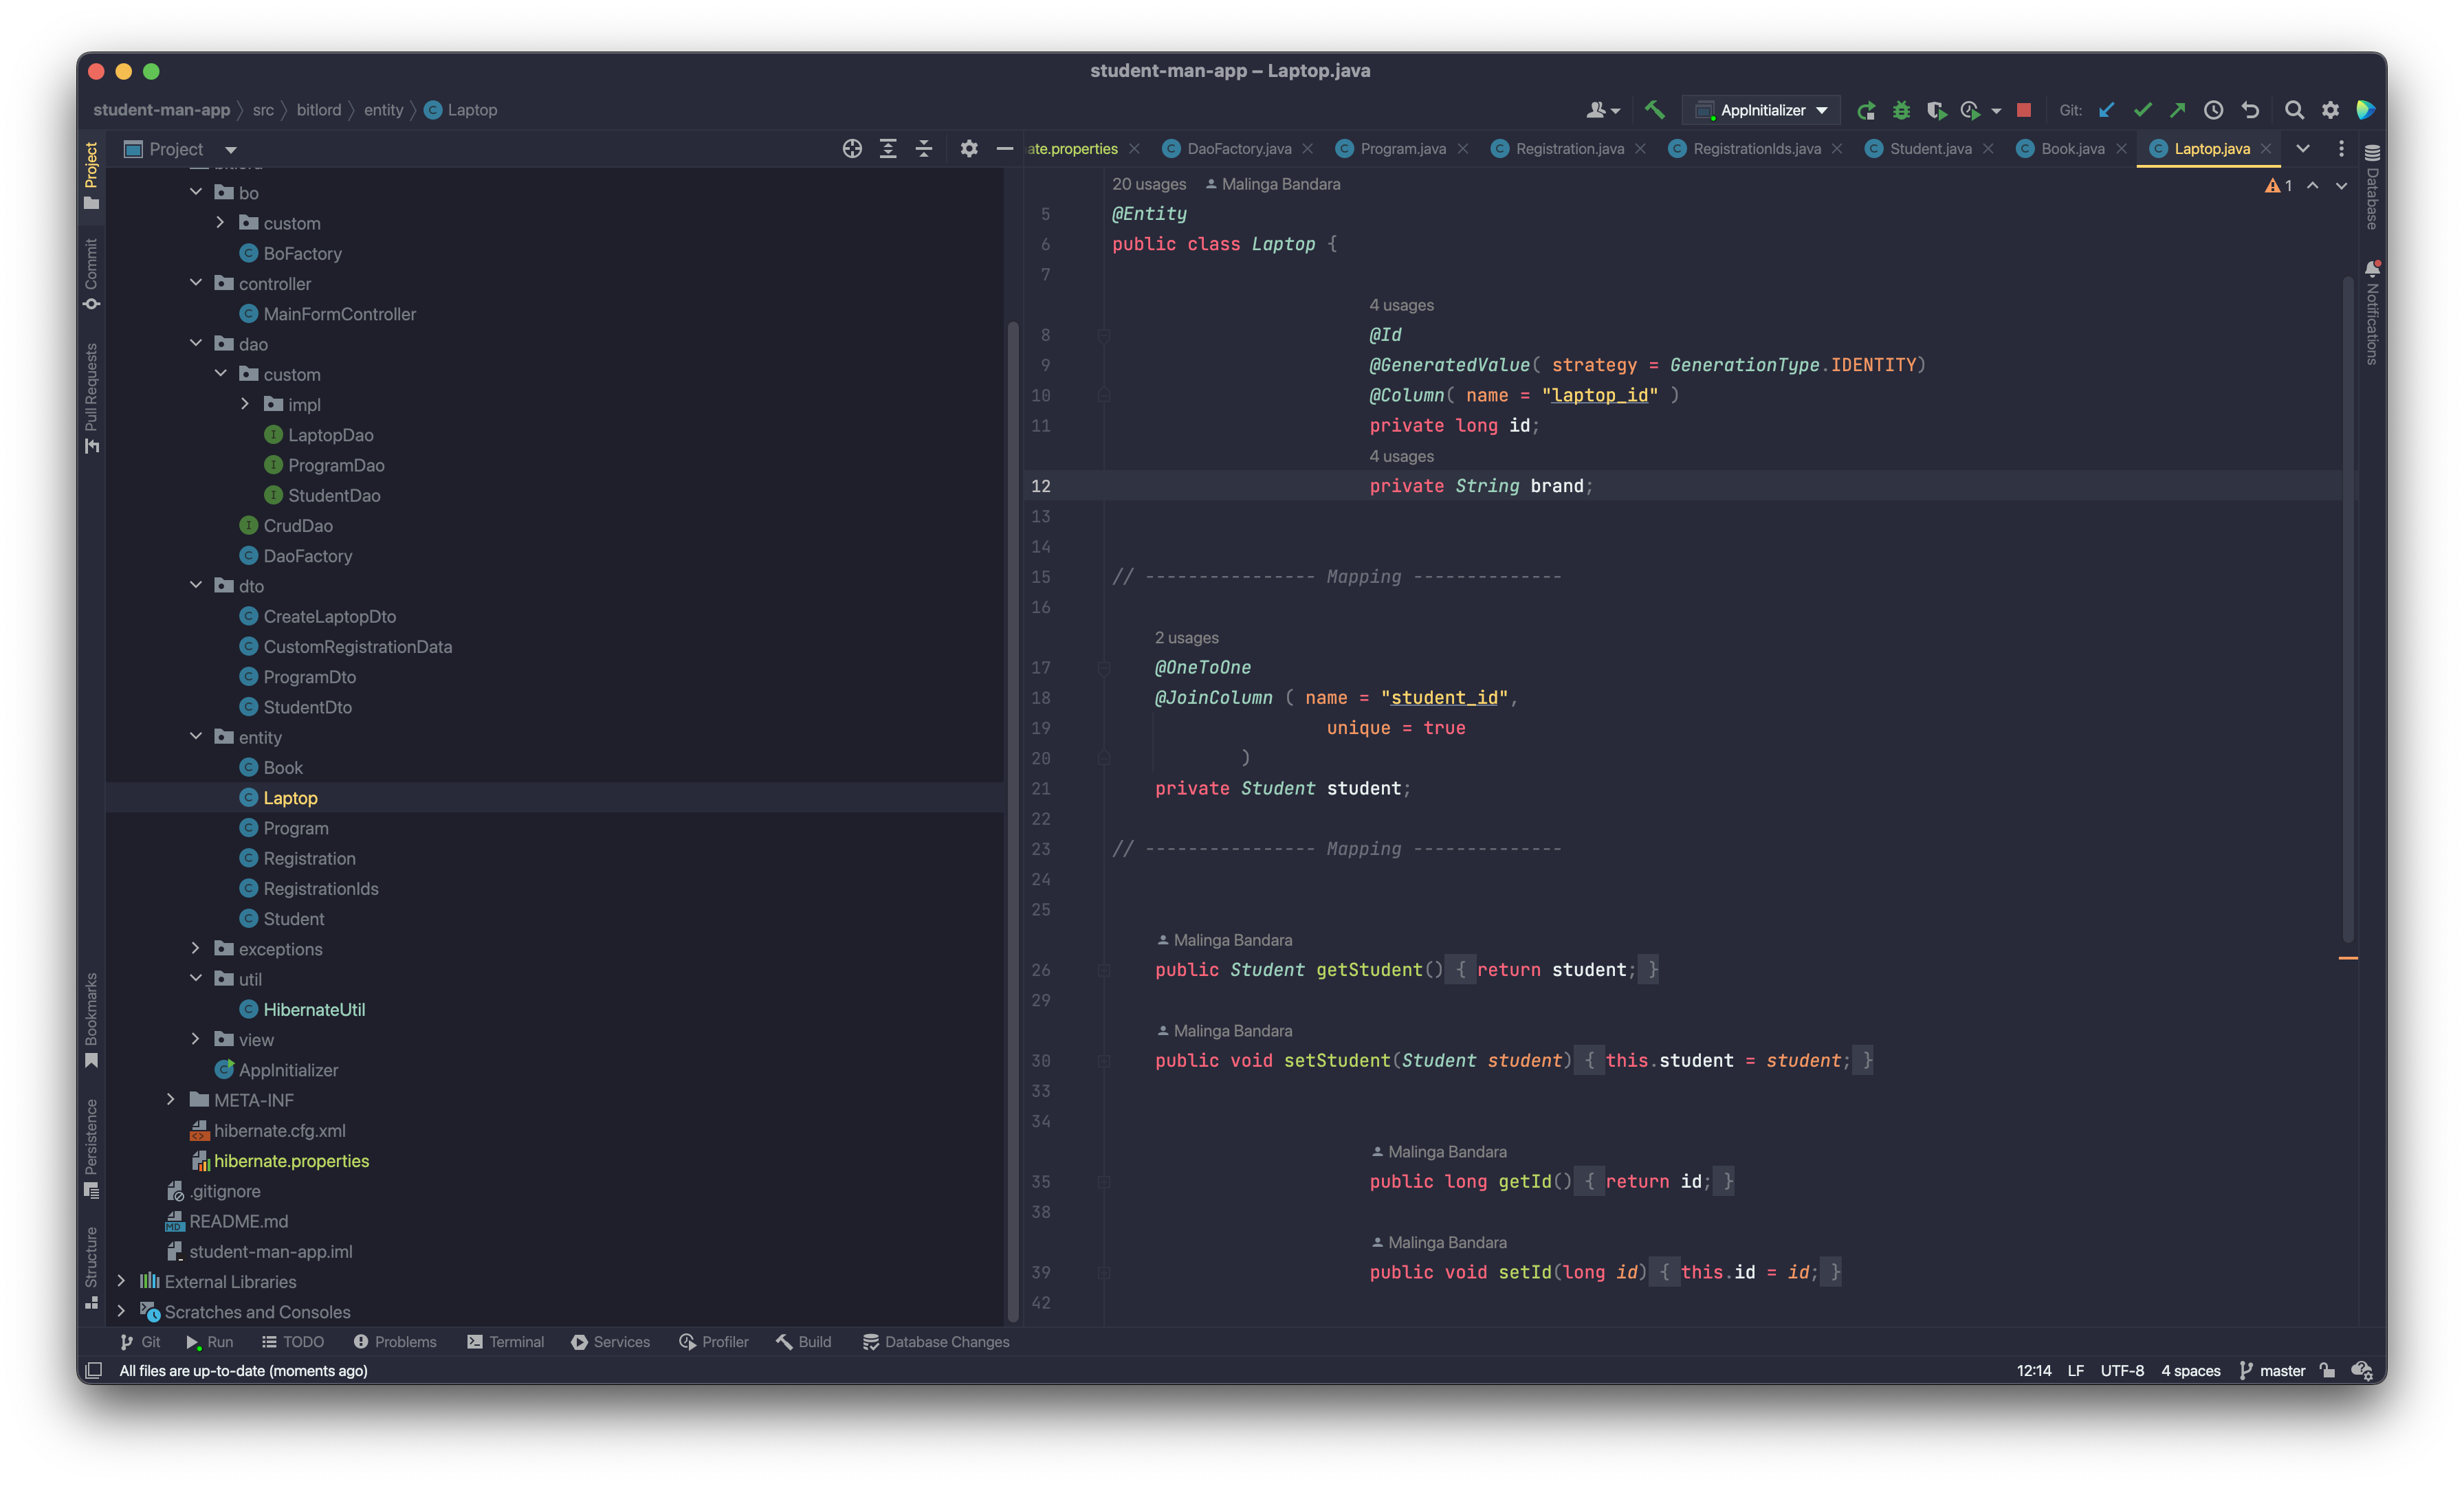 student-man-app – Laptop.java
student-man-app src bitlord entity Laptop
AppInitializer
Git:
Project
ate.properties DaoFactory.java Program.java Registration.java RegistrationIds.java Student.java Book.java Laptop.java
Project
Commit
Pull Requests
Bookmarks
Persistence
Structure
Database
Notifications
bo
custom
BoFactory
controller
MainFormController
dao
custom
impl
LaptopDao
ProgramDao
StudentDao
CrudDao
DaoFactory
dto
CreateLaptopDto
CustomRegistrationData
ProgramDto
StudentDto
entity
Book
Laptop
Program
Registration
RegistrationIds
Student
exceptions
util
HibernateUtil
view
AppInitializer
META-INF
hibernate.cfg.xml
hibernate.properties
.gitignore
README.md
student-man-app.iml
External Libraries
Scratches and Consoles
20 usages Malinga Bandara
1
5 @Entity
6 public class Laptop {
7
4 usages
8 @Id
9 @GeneratedValue( strategy = GenerationType.IDENTITY)
10 @Column( name = "laptop_id" )
11 private long id;
4 usages
12 private String brand;
13
14
15 // ---------------- Mapping --------------
16
2 usages
17 @OneToOne
18 @JoinColumn ( name = "student_id",
19 unique = true
20 )
21 private Student student;
22
23 // ---------------- Mapping --------------
24
25
Malinga Bandara
26 public Student getStudent() { return student; }
29
Malinga Bandara
30 public void setStudent(Student student) { this.student = student; }
33
34
Malinga Bandara
35 public long getId() { return id; }
38
Malinga Bandara
39 public void setId(long id) { this.id = id; }
42
Git Run TODO Problems Terminal Services Profiler Build Database Changes
All files are up-to-date (moments ago)
12:14 LF UTF-8 4 spaces master